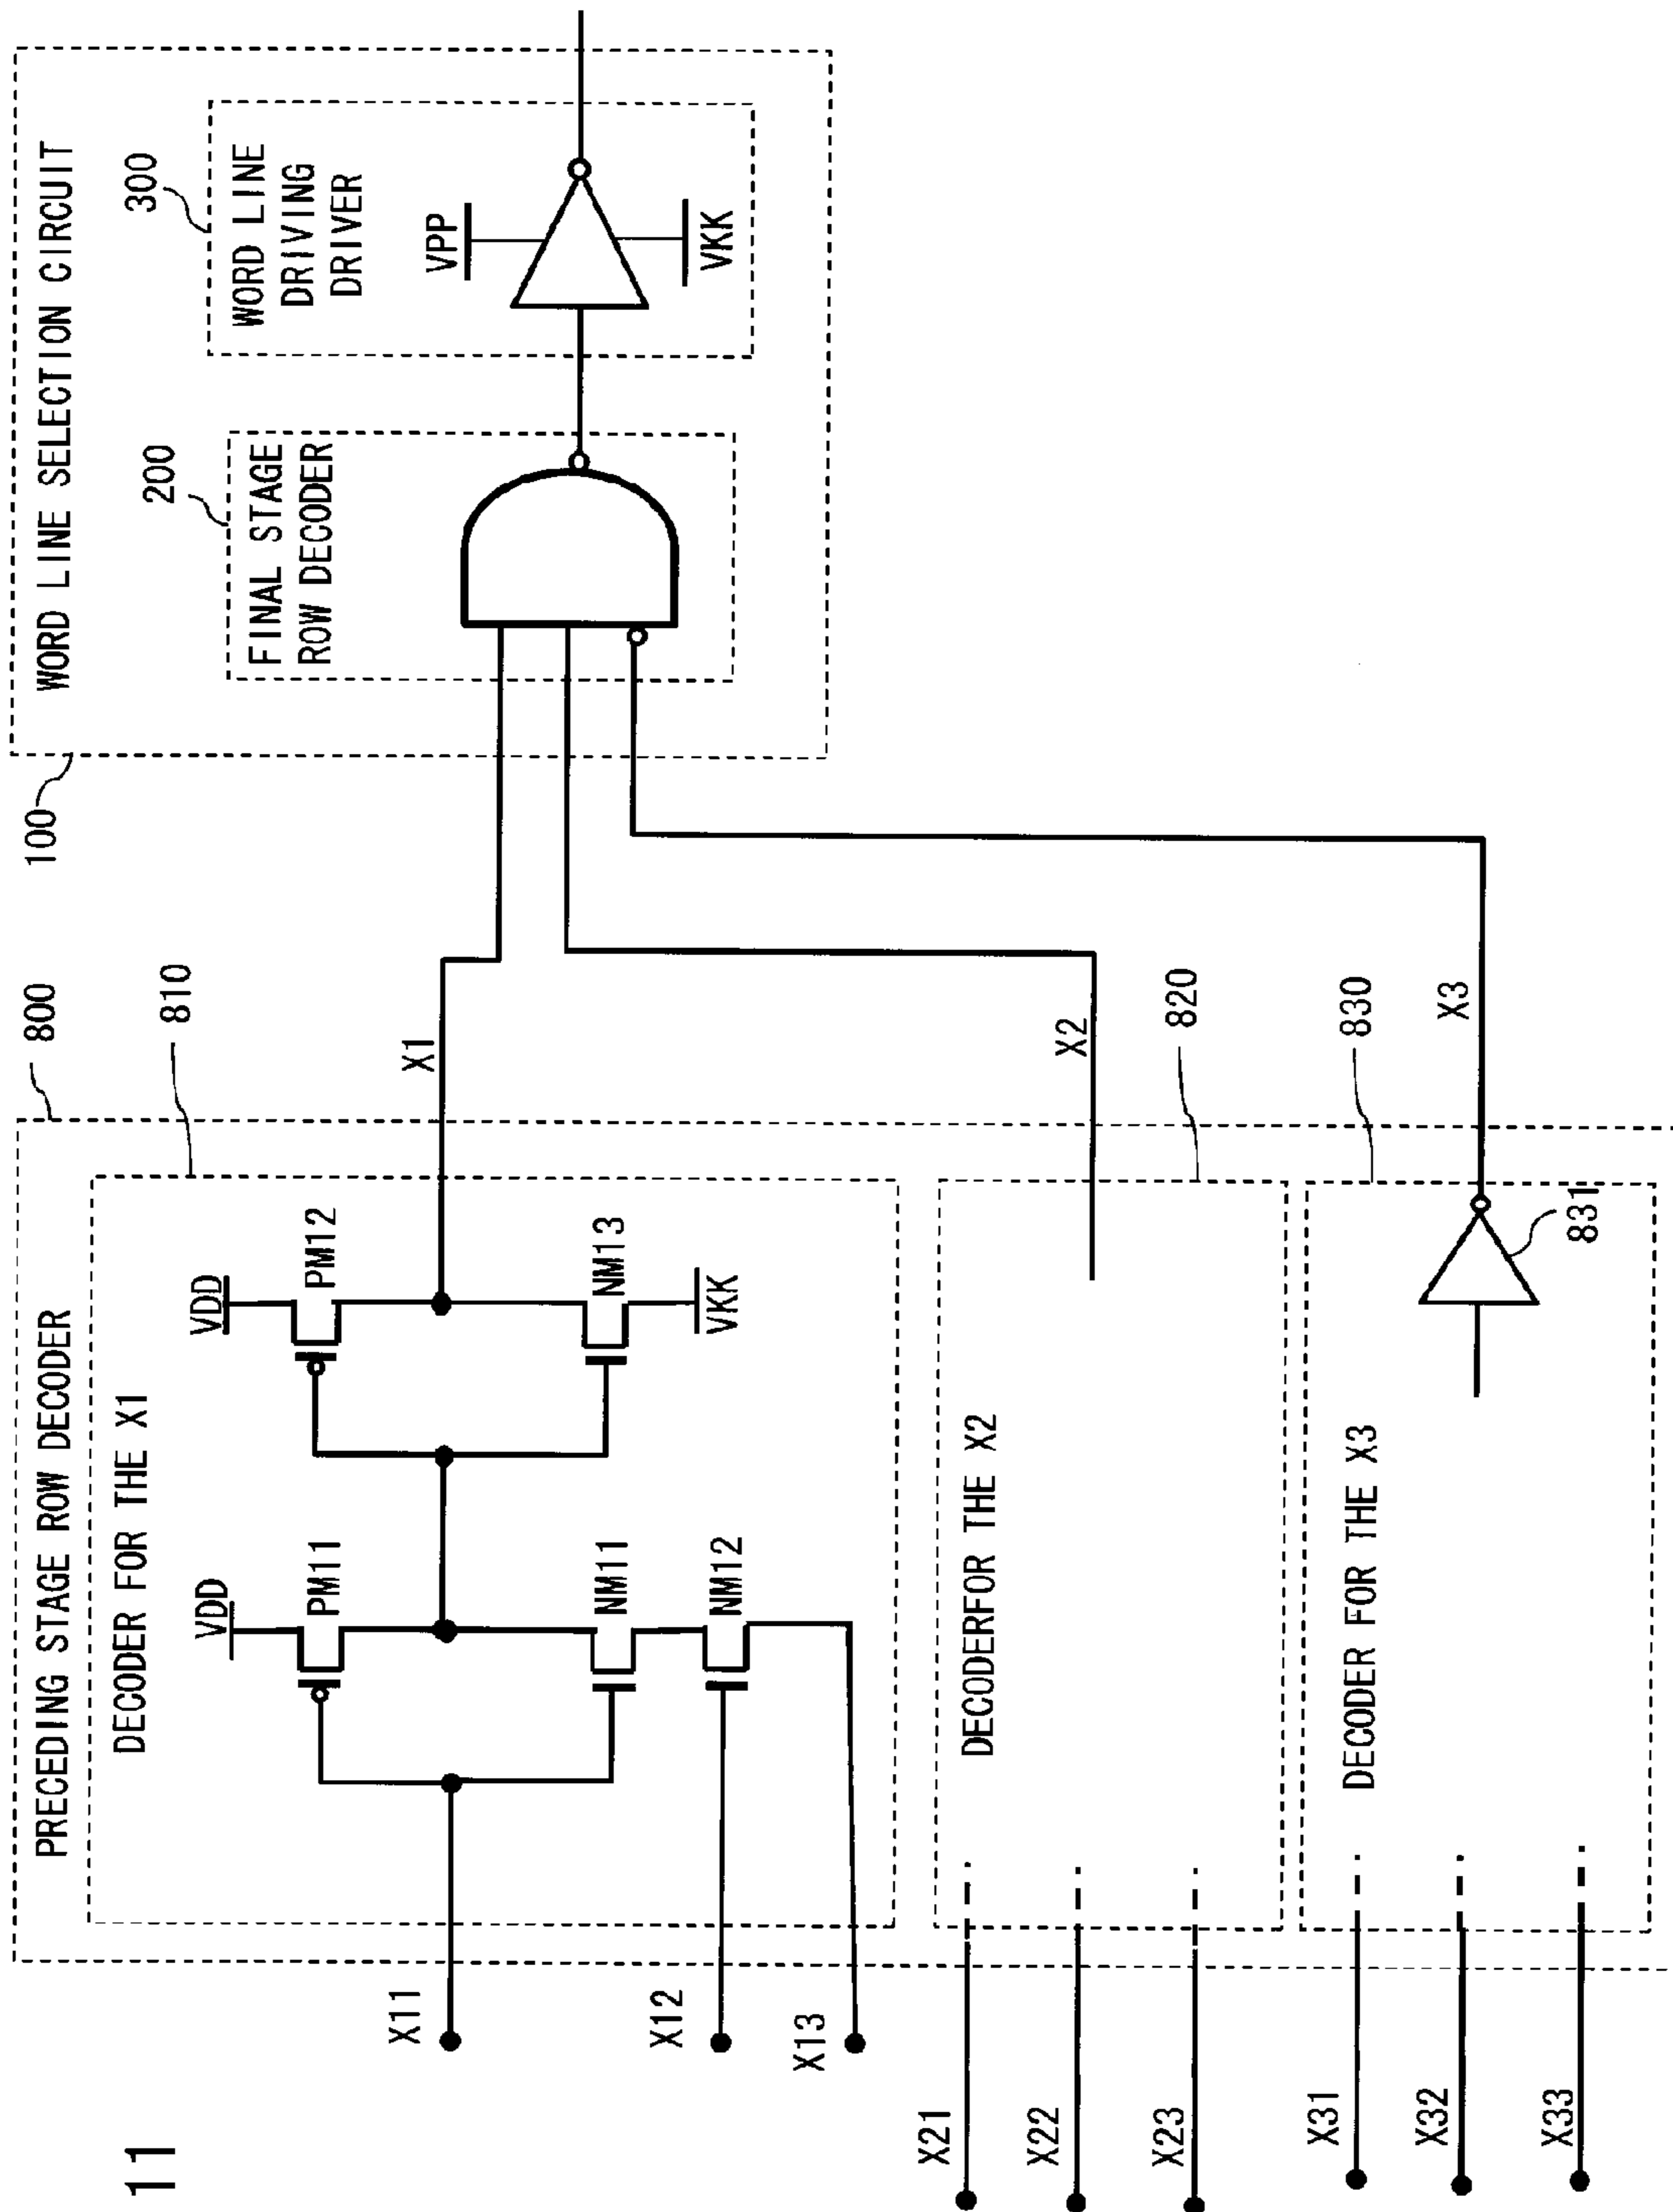 11
PRECEDING STAGE ROW DECODER
800
DECODER FOR THE X1
810
VDD
PM11
NM11
NM12
VDD
PM12
NM13
VKK
X11
X12
X13
X1
DECODERFOR THE X2
820
X21
X22
X23
X2
DECODER FOR THE X3
830
831
X31
X32
X33
X3
100
WORD LINE SELECTION CIRCUIT
200
FINAL STAGE
ROW DECODER
300
WORD LINE
DRIVING
DRIVER
VPP
VKK